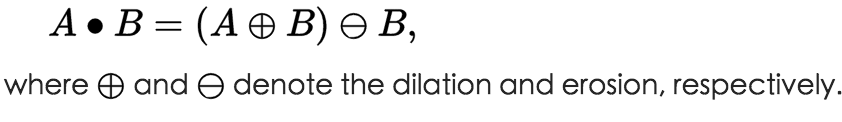 A • B = (A ⊕ B) ⊖ B,
where ⊕ and ⊖ denote the dilation and erosion, respectively.